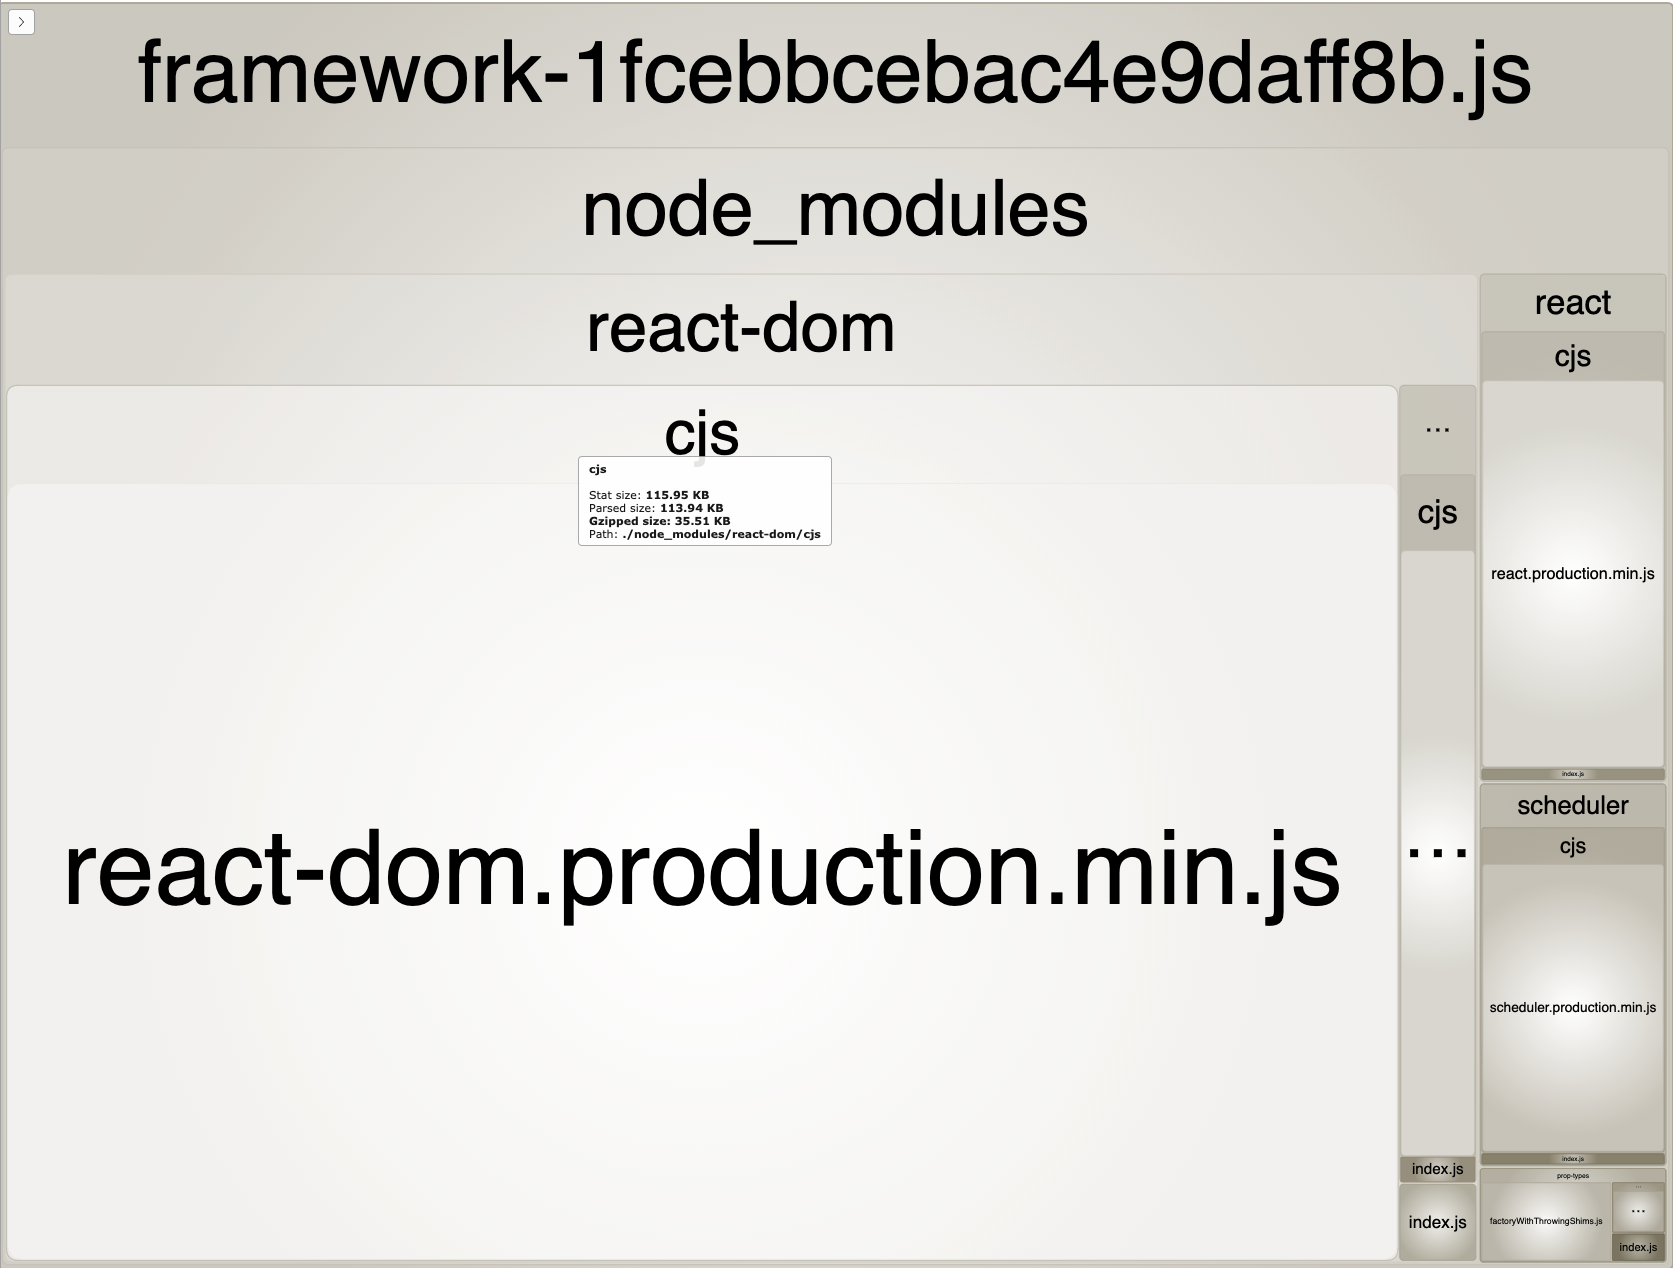 framework-1fcebbcebac4e9daff8b.js
node_modules
react-dom
cjs
cjs
Stat size: 115.95 KB
Parsed size: 113.94 KB
Gzipped size: 35.51 KB
Path: ./node_modules/react-dom/cjs
react-dom.production.min.js
...
cjs
...
index.js
index.js
react
cjs
react.production.min.js
index.js
scheduler
cjs
scheduler.production.min.js
index.js
prop-types
factoryWithThrowingShims.js
...
...
index.js